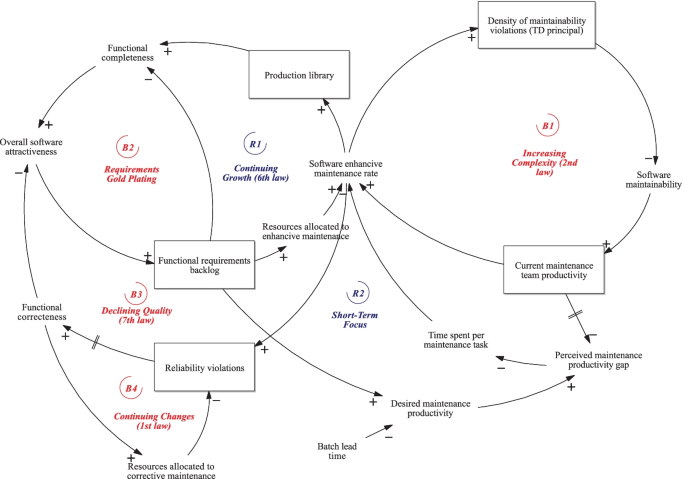 Density of maintainability
violations (TD principal)
+
Functional
completeness
+
Production library
−
+
+
B2
Requirements
Gold Plating
R1
Continuing
Growth (6th law)
B1
Increasing
Complexity (2nd
law)
Overall software
attractiveness
−
Software enhancive
maintenance rate
−
Software
maintainability
+
−
+
Resources allocated to
enhancive maintenance
+
+
Functional requirements
backlog
+
Current maintenance
team productivity
B3
Declining Quality
(7th law)
R2
Short-Term
Focus
Functional
correcteness
+
Time spent per
maintenance task
−
−
Perceived maintenance
productivity gap
+
Reliability violations
+
B4
Continuing Changes
(1st law)
−
+
Desired maintenance
productivity
−
Batch lead
time
+
Resources allocated to
corrective maintenance